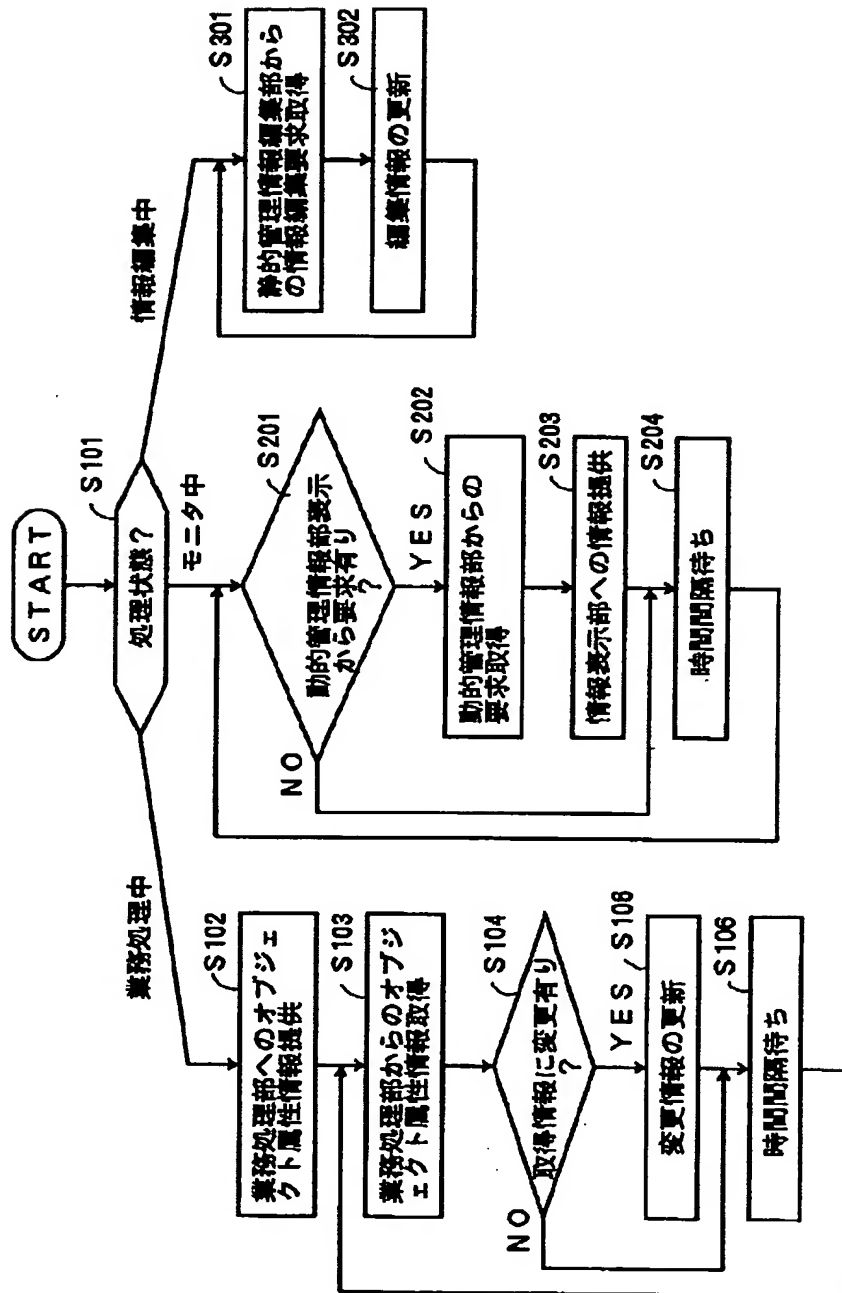 START
処理状態?
S101
業務処理中
モニタ中
情報編集中
業務処理部へのオブジェ
クト属性情報提供
S102
業務処理部からのオブジ
ェクト属性情報取得
S103
取得情報に変更有り
?
S104
NO
YES
変更情報の更新
S108
時間間隔待ち
S106
動的管理情報部表示
から要求有り
?
S201
NO
YES
動的管理情報部からの
要求取得
S202
情報表示部への情報提供
S203
時間間隔待ち
S204
静的管理情報編集部から
の情報編集要求取得
S301
編集情報の更新
S302